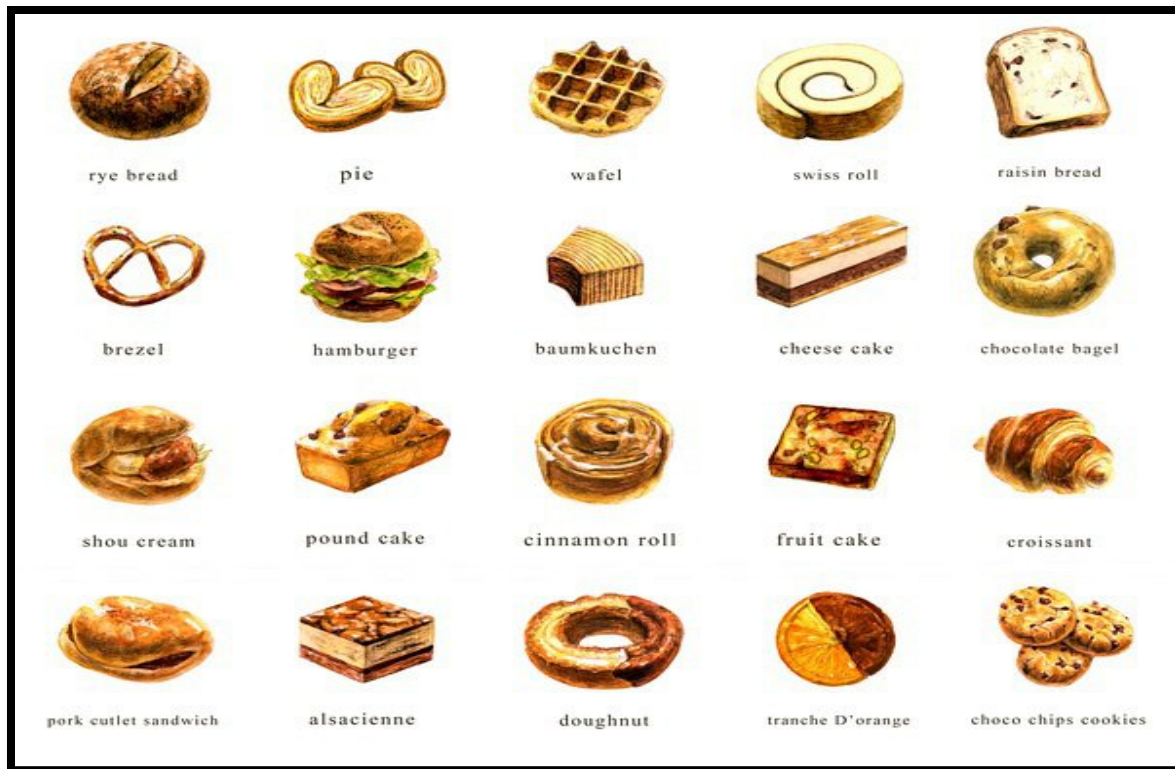 rye bread
pie
wafel
swiss roll
raisin bread
brezel
hamburger
baumkuchen
cheese cake
chocolate bagel
shou cream
pound cake
cinnamon roll
fruit cake
croissant
pork cutlet sandwich
alsacienne
doughnut
tranche D'orange
choco chips cookies